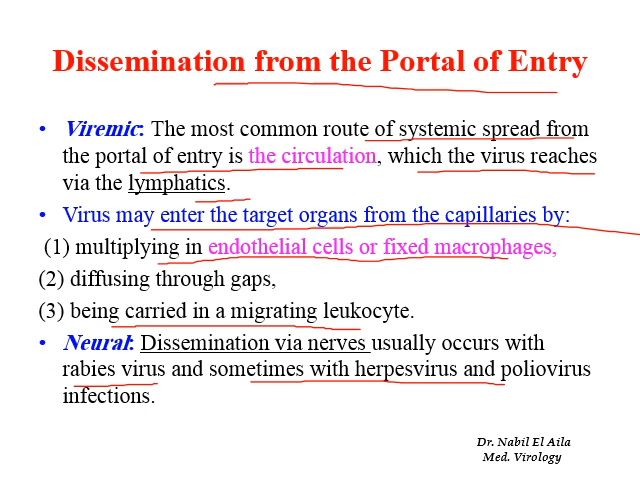 Dissemination from the Portal of Entry
• Viremic: The most common route of systemic spread from
the portal of entry is the circulation, which the virus reaches
via the lymphatics.
• Virus may enter the target organs from the capillaries by:
(1) multiplying in endothelial cells or fixed macrophages,
(2) diffusing through gaps,
(3) being carried in a migrating leukocyte.
• Neural: Dissemination via nerves usually occurs with
rabies virus and sometimes with herpesvirus and poliovirus
infections.
Dr. Nabil El Aila
Med. Virology